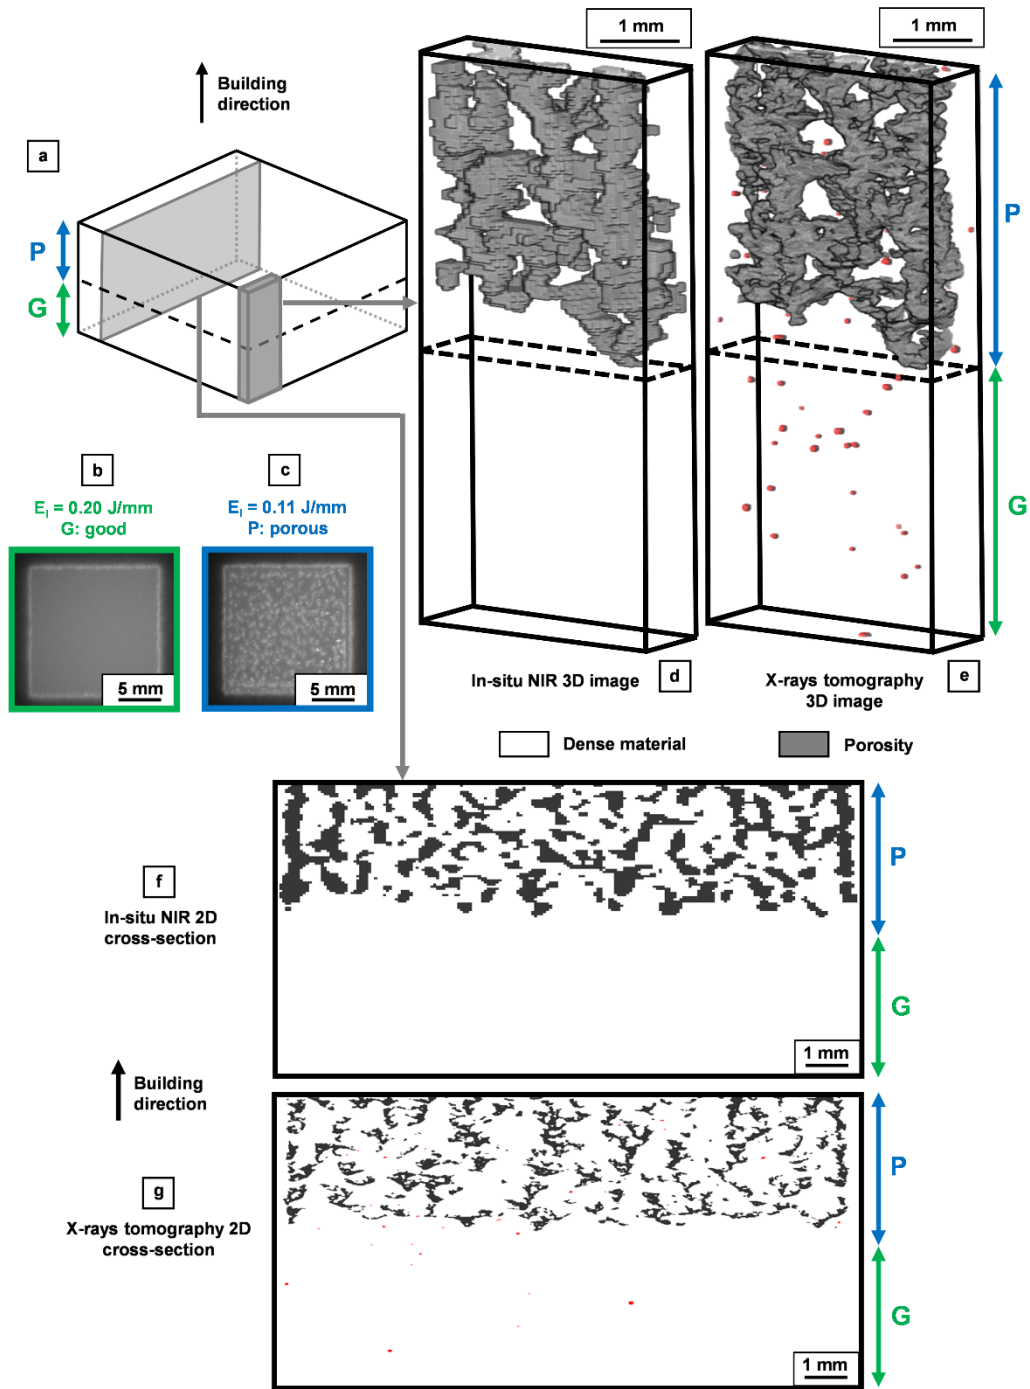 1 mm
1 mm
Building
direction
a
P
G
P
G
b
c
E_l = 0.20 J/mm
G: good
E_l = 0.11 J/mm
P: porous
5 mm
5 mm
In-situ NIR 3D image
d
X-rays tomography
3D image
e
Dense material
Porosity
f
In-situ NIR 2D
cross-section
P
G
1 mm
Building
direction
g
X-rays tomography 2D
cross-section
P
G
1 mm